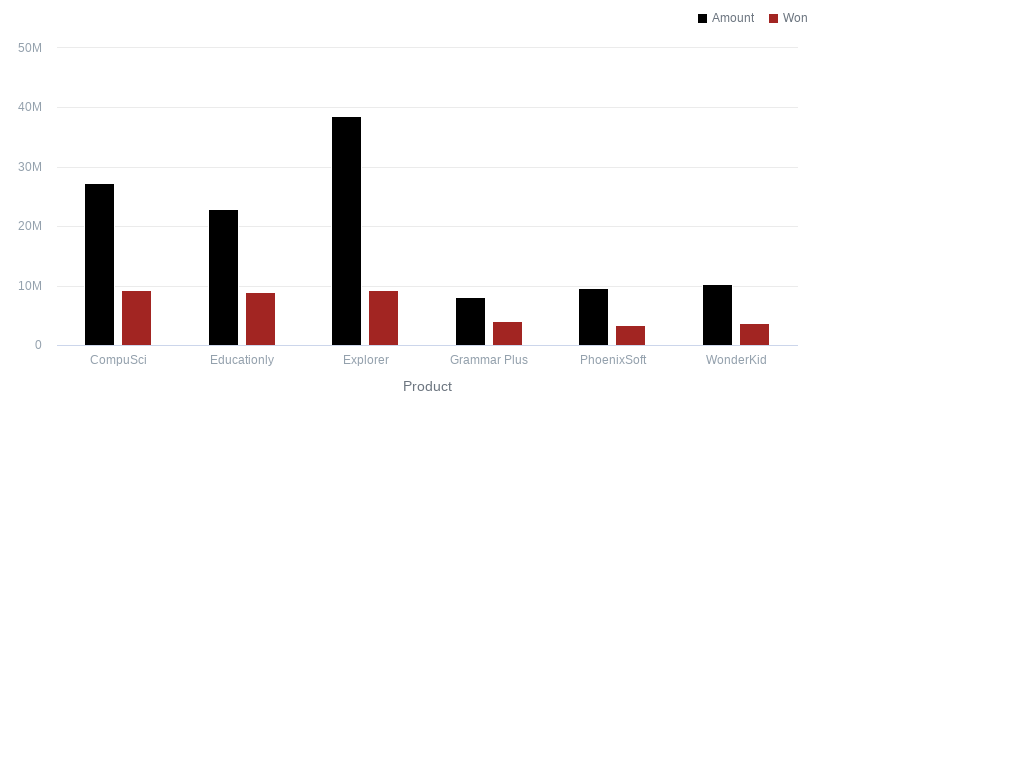 Amount Won
50M
40M
30M
20M
10M
0
CompuSci Educationly Explorer Grammar Plus PhoenixSoft WonderKid
Product